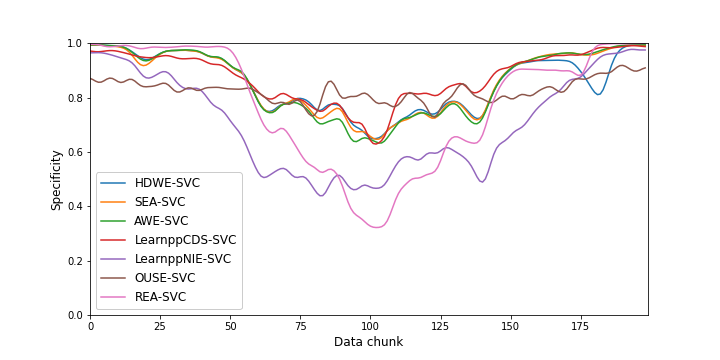 1.0
0.8
0.6
0.4
0.2
0.0
Specificity
HDWE-SVC
SEA-SVC
AWE-SVC
LearnppCDS-SVC
LearnppNIE-SVC
OUSE-SVC
REA-SVC
0 25 50 75 100 125 150 175
Data chunk